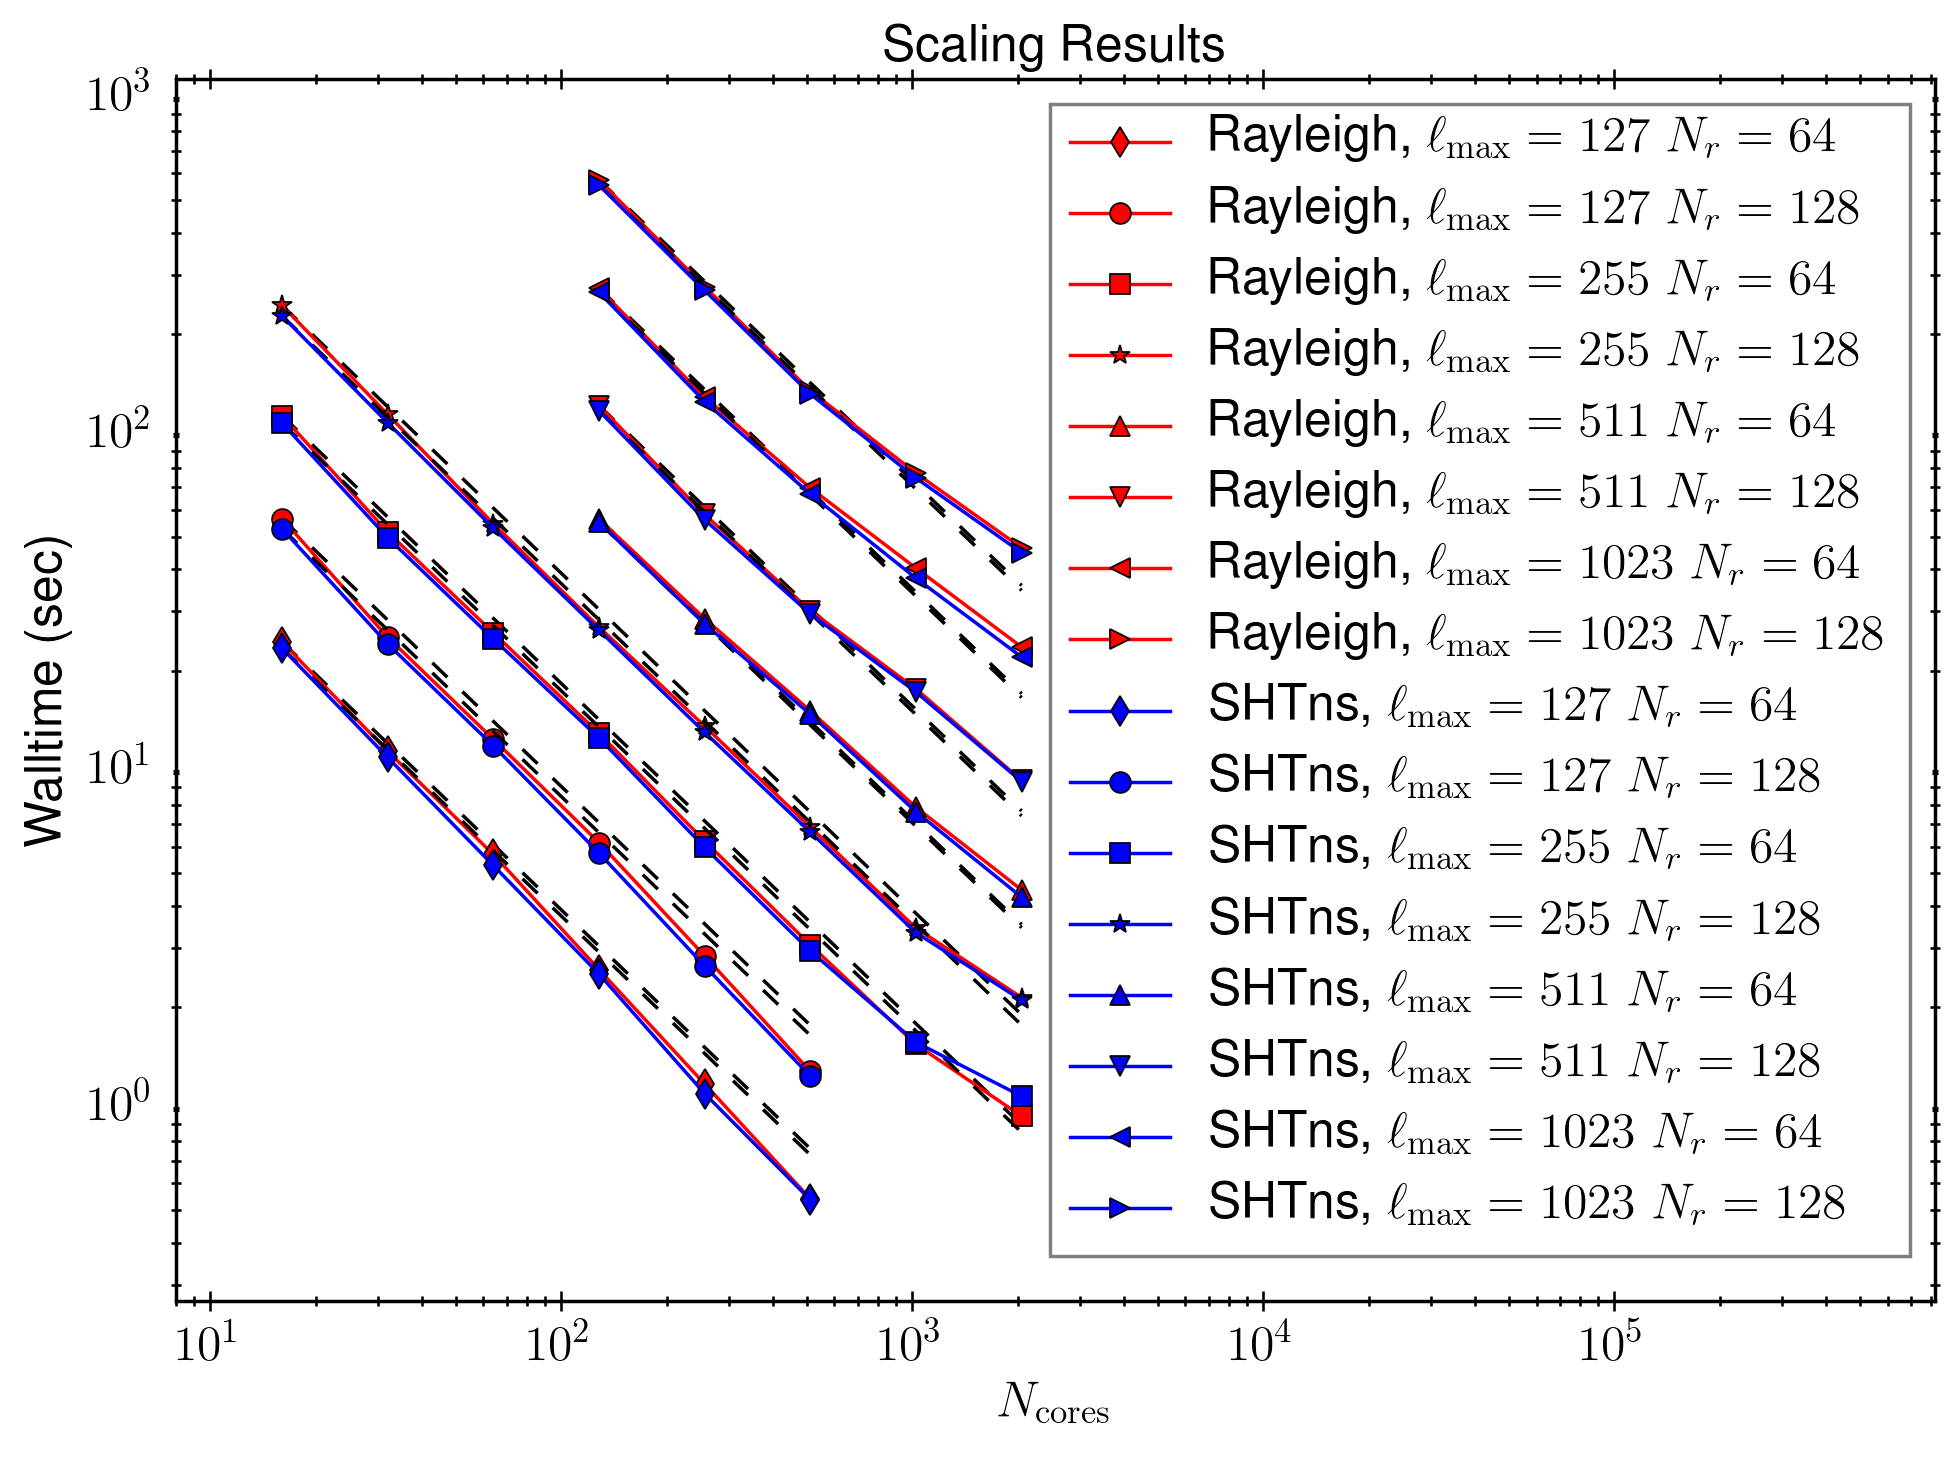 Scaling Results
10³
10²
10¹
10⁰
Walltime (sec)
Rayleigh, ℓmax = 127 Nr = 64
Rayleigh, ℓmax = 127 Nr = 128
Rayleigh, ℓmax = 255 Nr = 64
Rayleigh, ℓmax = 255 Nr = 128
Rayleigh, ℓmax = 511 Nr = 64
Rayleigh, ℓmax = 511 Nr = 128
Rayleigh, ℓmax = 1023 Nr = 64
Rayleigh, ℓmax = 1023 Nr = 128
SHTns, ℓmax = 127 Nr = 64
SHTns, ℓmax = 127 Nr = 128
SHTns, ℓmax = 255 Nr = 64
SHTns, ℓmax = 255 Nr = 128
SHTns, ℓmax = 511 Nr = 64
SHTns, ℓmax = 511 Nr = 128
SHTns, ℓmax = 1023 Nr = 64
SHTns, ℓmax = 1023 Nr = 128
10¹ 10² 10³ 10⁴ 10⁵
Ncores